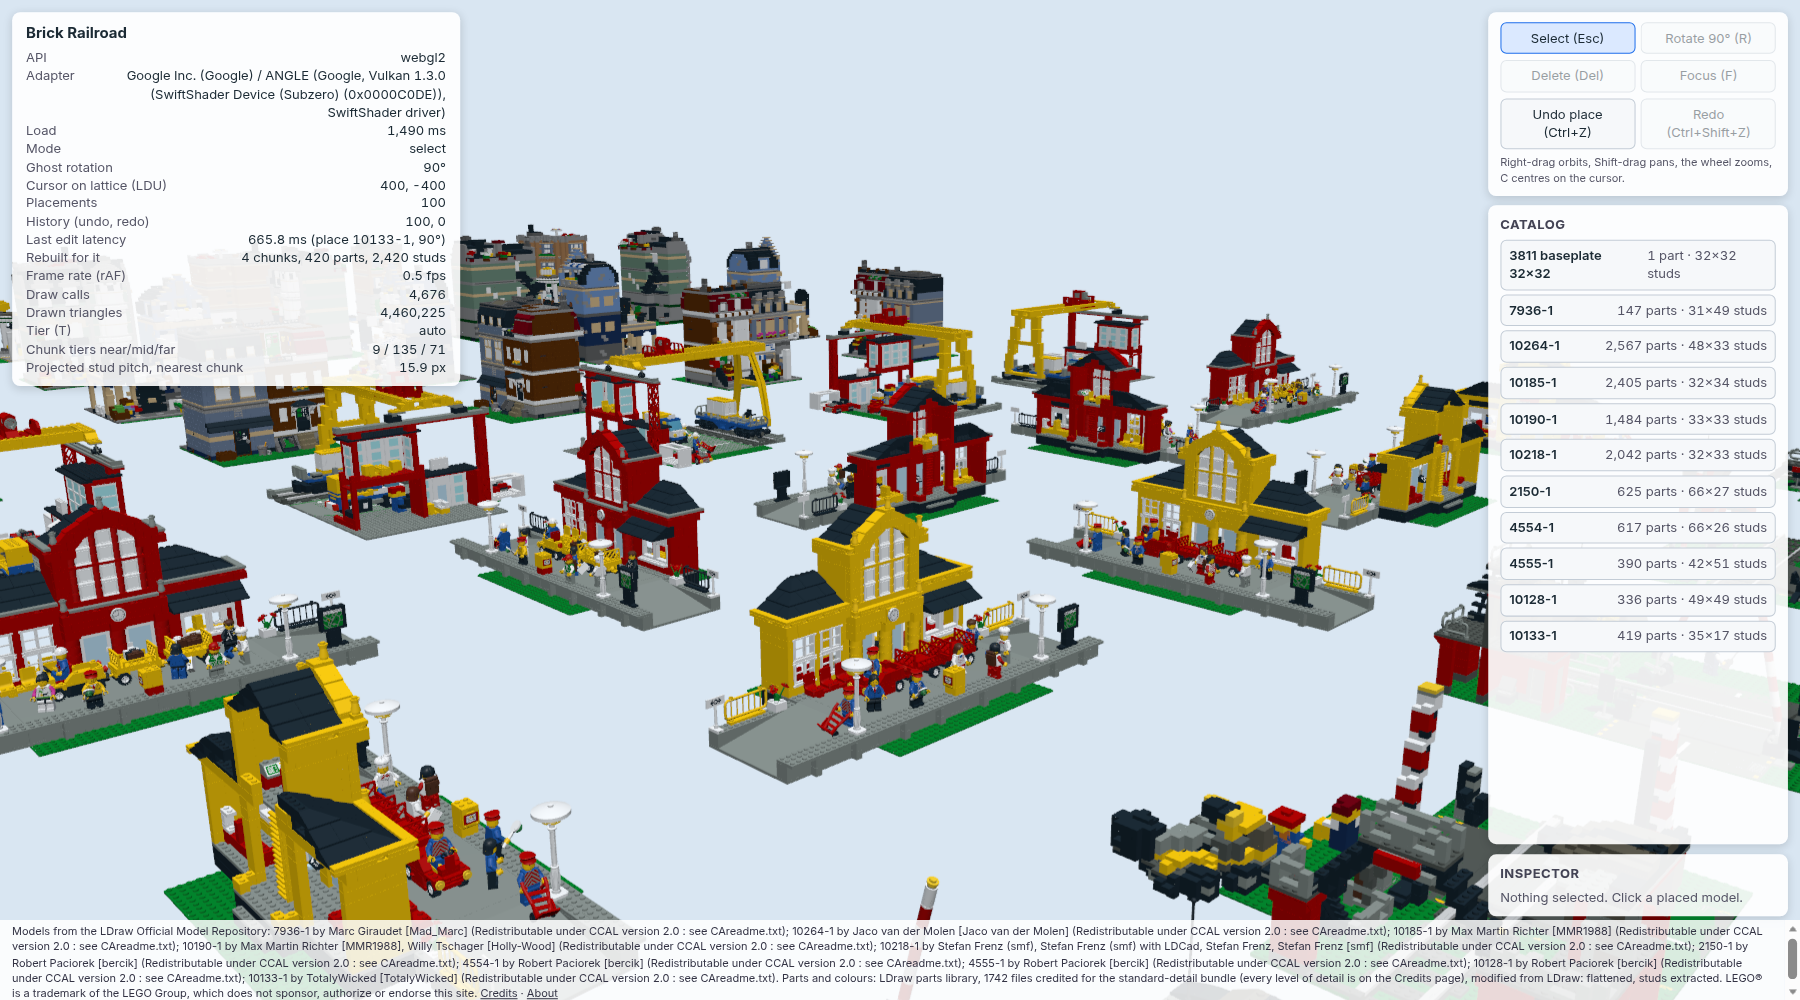 Brick Railroad
API webgl2
Adapter Google Inc. (Google) / ANGLE (Google, Vulkan 1.3.0
(SwiftShader Device (Subzero) (0x0000C0DE)),
SwiftShader driver)
Load 1,490 ms
Mode select
Ghost rotation 90°
Cursor on lattice (LDU) 400, -400
Placements 100
History (undo, redo) 100, 0
Last edit latency 665.8 ms (place 10133-1, 90°)
Rebuilt for it 4 chunks, 420 parts, 2,420 studs
Frame rate (rAF) 0.5 fps
Draw calls 4,676
Drawn triangles 4,460,225
Tier (T) auto
Chunk tiers near/mid/far 9 / 135 / 71
Projected stud pitch, nearest chunk 15.9 px
Select (Esc) Rotate 90° (R)
Delete (Del) Focus (F)
Undo place
(Ctrl+Z)
Redo
(Ctrl+Shift+Z)
Right-drag orbits, Shift-drag pans, the wheel zooms,
C centres on the cursor.
CATALOG
3811 baseplate
32×32
1 part · 32×32
studs
7936-1 147 parts · 31×49 studs
10264-1 2,567 parts · 48×33 studs
10185-1 2,405 parts · 32×34 studs
10190-1 1,484 parts · 33×33 studs
10218-1 2,042 parts · 32×33 studs
2150-1 625 parts · 66×27 studs
4554-1 617 parts · 66×26 studs
4555-1 390 parts · 42×51 studs
10128-1 336 parts · 49×49 studs
10133-1 419 parts · 35×17 studs
INSPECTOR
Nothing selected. Click a placed model.
Models from the LDraw Official Model Repository: 7936-1 by Marc Giraudet [Mad_Marc] (Redistributable under CCAL version 2.0 : see CAreadme.txt); 10264-1 by Jaco van der Molen [Jaco van der Molen] (Redistributable under CCAL version 2.0 : see CAreadme.txt); 10185-1 by Max Martin Richter [MMR1988] (Redistributable under CCAL
version 2.0 : see CAreadme.txt); 10190-1 by Max Martin Richter [MMR1988], Willy Tschager [Holly-Wood] (Redistributable under CCAL version 2.0 : see CAreadme.txt); 10218-1 by Stefan Frenz (smf), Stefan Frenz (smf) with LDCad, Stefan Frenz, Stefan Frenz [smf] (Redistributable under CCAL version 2.0 : see CAreadme.txt); 2150-1 by
Robert Paciorek [bercik] (Redistributable under CCAL version 2.0 : see CAreadme.txt); 4554-1 by Robert Paciorek [bercik] (Redistributable under CCAL version 2.0 : see CAreadme.txt); 4555-1 by Robert Paciorek [bercik] (Redistributable under CCAL version 2.0 : see CAreadme.txt); 10128-1 by Robert Paciorek [bercik] (Redistributable
under CCAL version 2.0 : see CAreadme.txt); 10133-1 by TotalyWicked [TotalyWicked] (Redistributable under CCAL version 2.0 : see CAreadme.txt). Parts and colours: LDraw parts library, 1742 files credited for the standard-detail bundle (every level of detail is on the Credits page), modified from LDraw: flattened, studs extracted. LEGO®
is a trademark of the LEGO Group, which does not sponsor, authorize or endorse this site. Credits · About